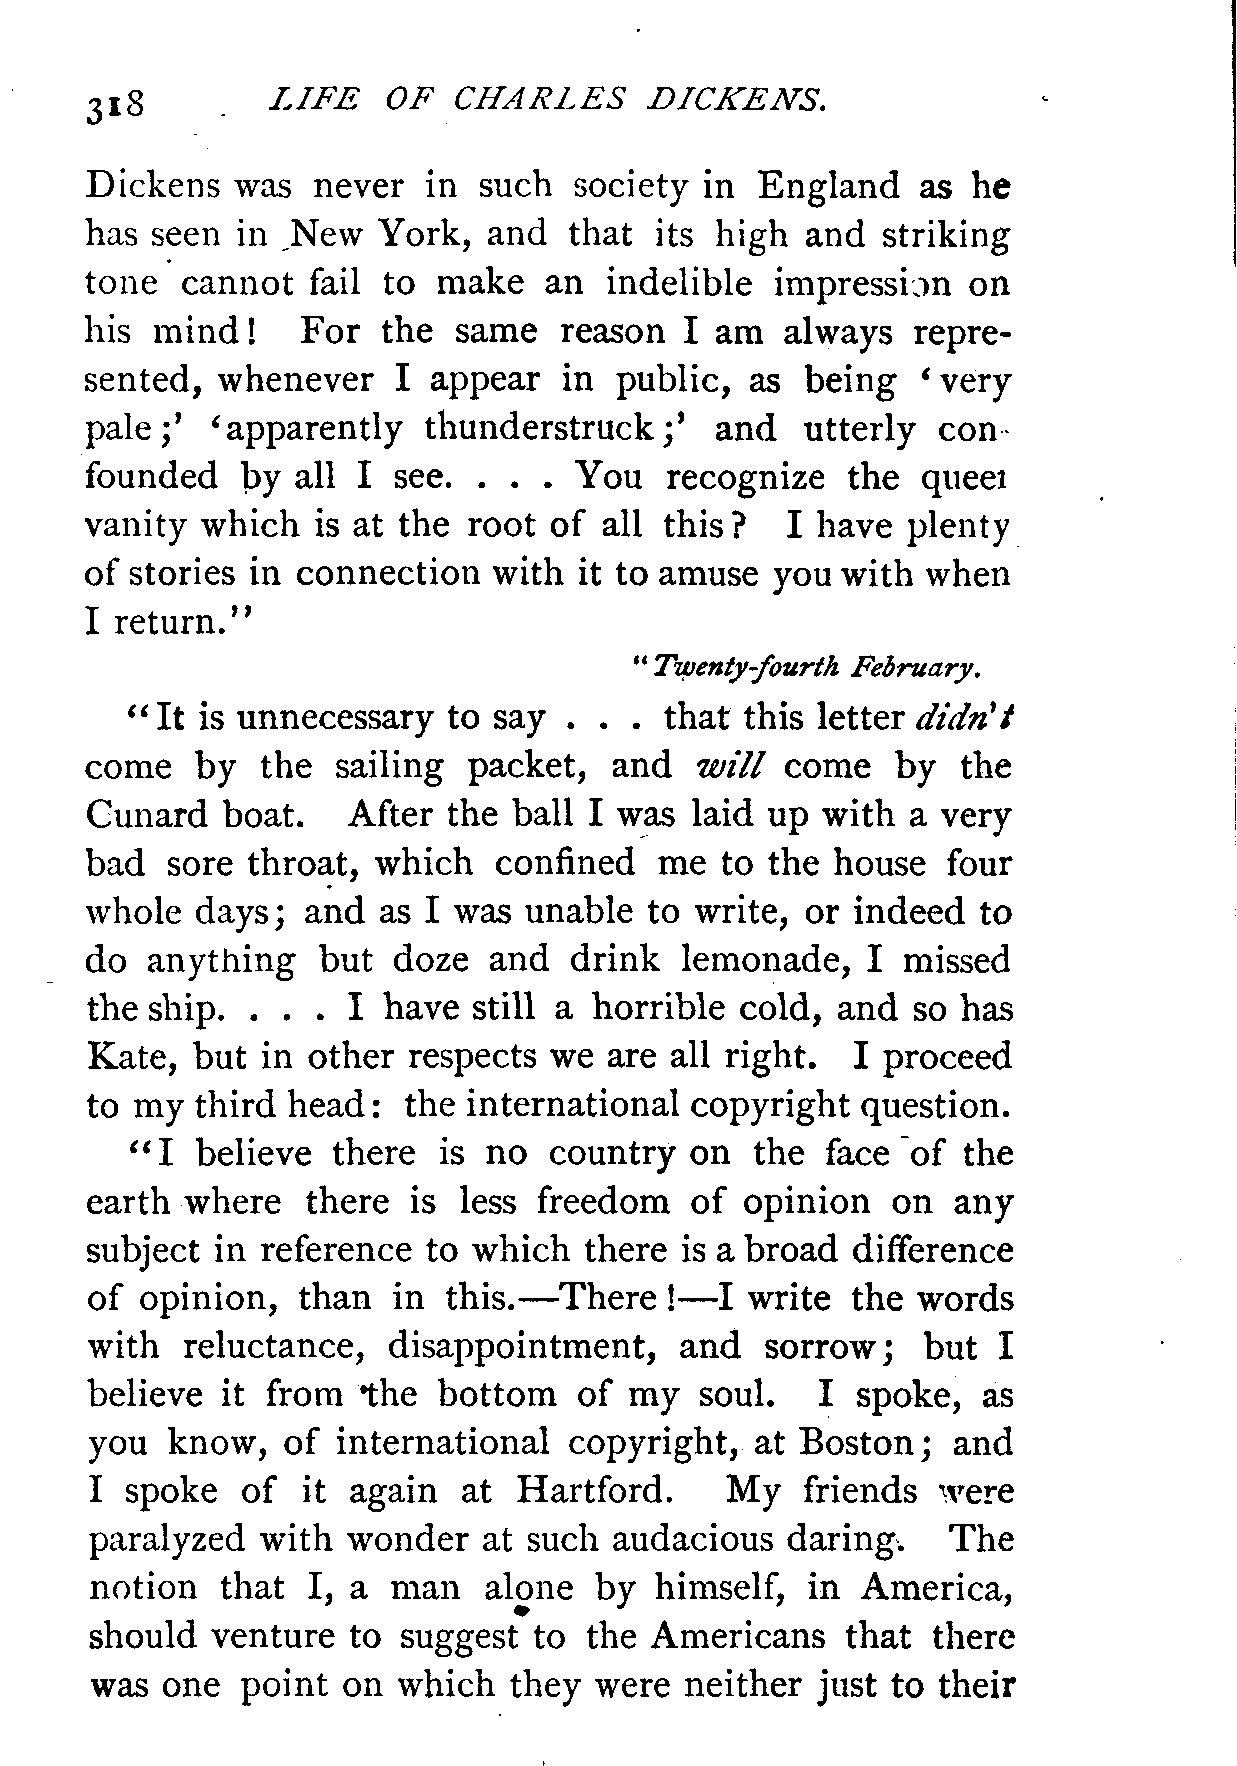 318 LIFE OF CHARLES DICKENS.
Dickens was never in such society in England as he
has seen in New York, and that its high and striking
tone cannot fail to make an indelible impression on
his mind! For the same reason I am always repre-
sented, whenever I appear in public, as being ‘very
pale;’ ‘apparently thunderstruck;’ and utterly con-
founded by all I see. . . . You recognize the queer
vanity which is at the root of all this? I have plenty
of stories in connection with it to amuse you with when
I return.”
“Twenty-fourth February.
“It is unnecessary to say . . . that this letter didn’t
come by the sailing packet, and will come by the
Cunard boat. After the ball I was laid up with a very
bad sore throat, which confined me to the house four
whole days; and as I was unable to write, or indeed to
do anything but doze and drink lemonade, I missed
the ship. . . . I have still a horrible cold, and so has
Kate, but in other respects we are all right. I proceed
to my third head: the international copyright question.
“I believe there is no country on the face of the
earth where there is less freedom of opinion on any
subject in reference to which there is a broad difference
of opinion, than in this.—There!—I write the words
with reluctance, disappointment, and sorrow; but I
believe it from the bottom of my soul. I spoke, as
you know, of international copyright, at Boston; and
I spoke of it again at Hartford. My friends were
paralyzed with wonder at such audacious daring. The
notion that I, a man alone by himself, in America,
should venture to suggest to the Americans that there
was one point on which they were neither just to their